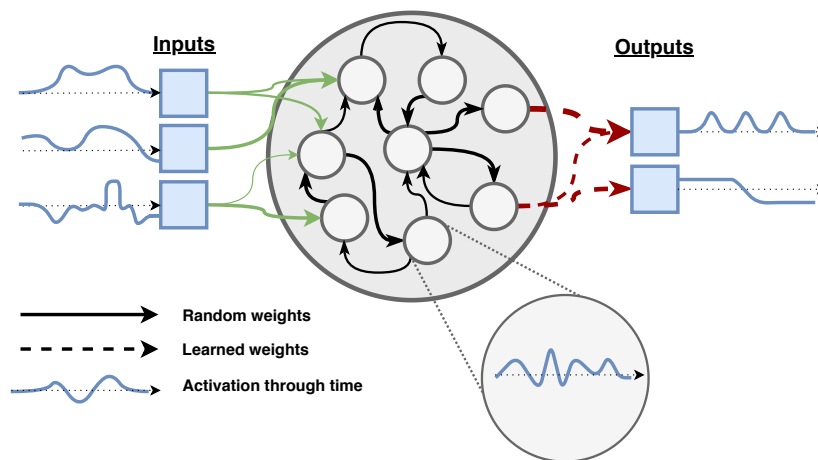 Inputs
Outputs
Random weights
Learned weights
Activation through time